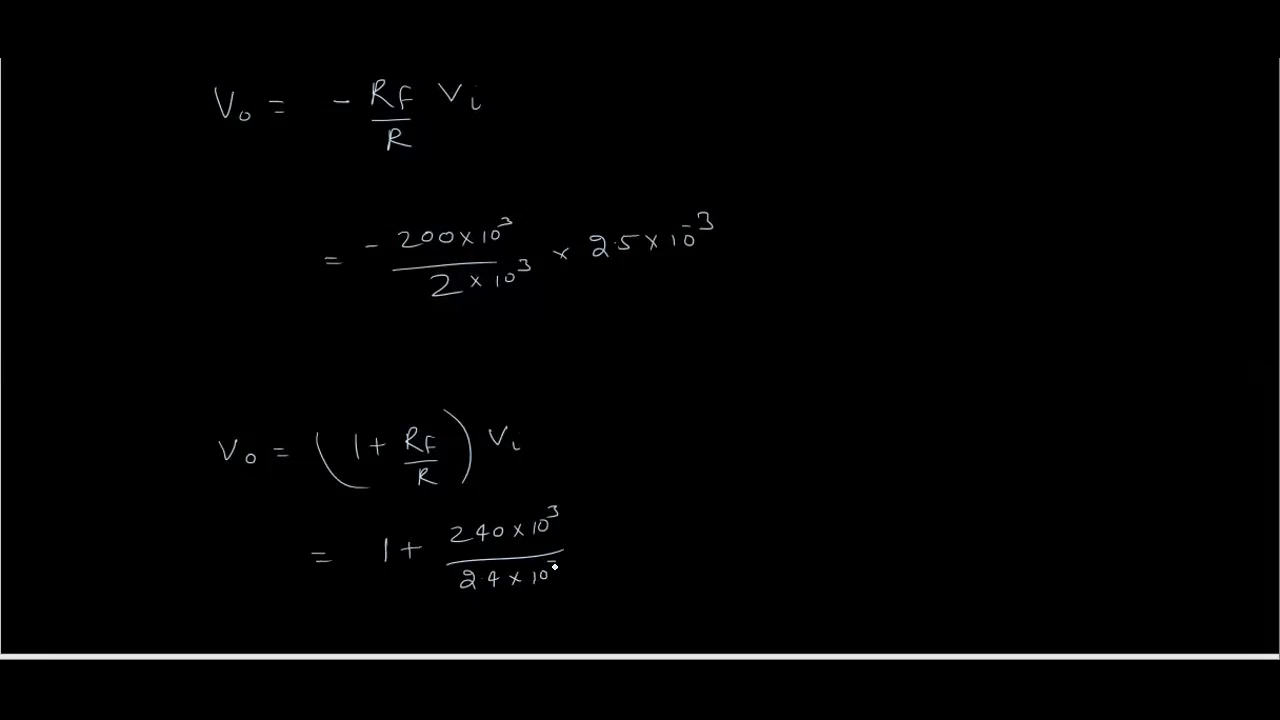 V₀ = - RF/R Vi
= - 200×10³/2×10³ × 2.5×10⁻³
V₀ = (1 + RF/R) Vi
= 1 + 240×10³/2.4×10